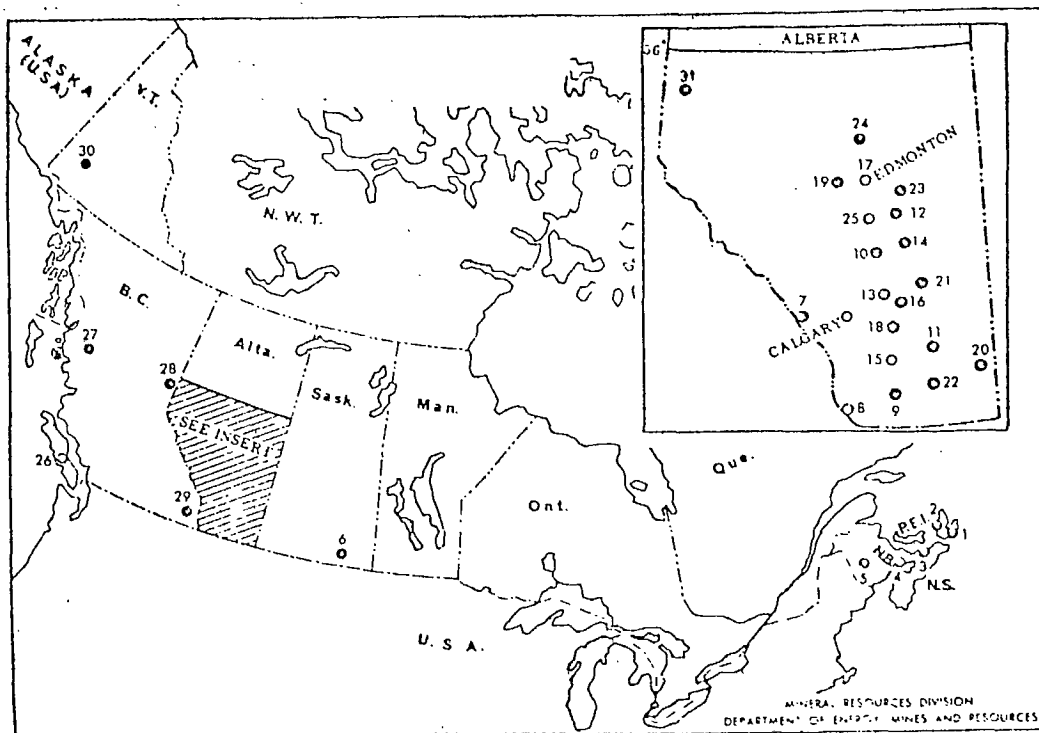 ALASKA
(U.S.A)
Y.T.
30
N.W.T.
B.C.
27
28
Alta.
Sask.
Man.
SEE INSERT
26
29
6
Ont.
Que.
U.S.A.
P.E.I.
2
1
N.B.
3
4
5
N.S.
ALBERTA
56°
31
24
17
EDMONTON
19
23
25
12
10
14
21
13
16
7
CALGARY
18
11
15
20
22
8
9
MINERAL RESOURCES DIVISION
DEPARTMENT OF ENERGY, MINES AND RESOURCES